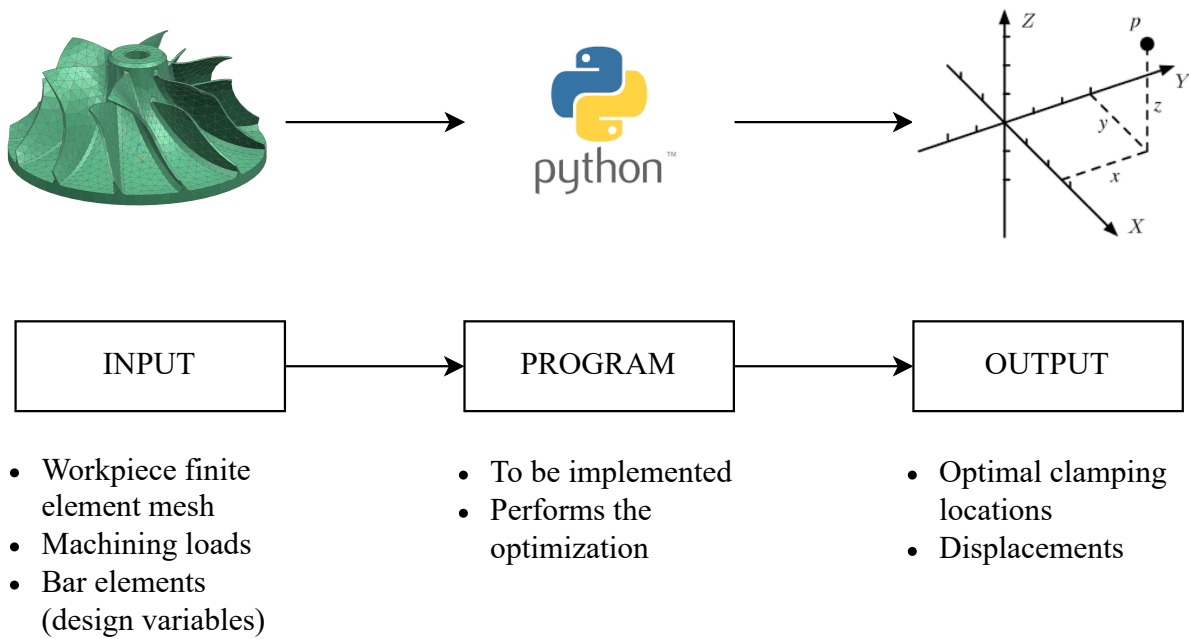 Z
p
Y
y
z
x
X
python™
INPUT
PROGRAM
OUTPUT
• Workpiece finite
element mesh
• Machining loads
• Bar elements
(design variables)
• To be implemented
• Performs the
optimization
• Optimal clamping
locations
• Displacements